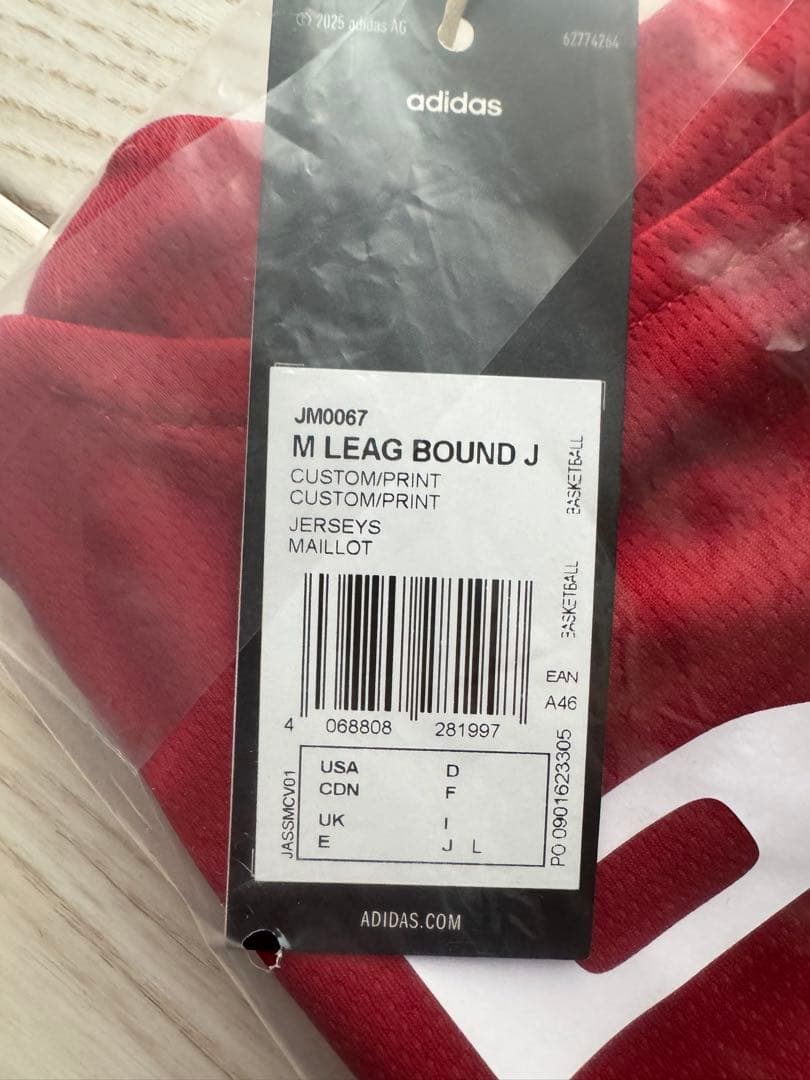 © 2025 adidas AG
62774264
adidas
JM0067
M LEAG BOUND J
CUSTOM/PRINT
CUSTOM/PRINT
JERSEYS
MAILLOT
BASKETBALL
BASKETBALL
EAN
A46
4 068808 281997
JASSMCV01
USA D
CDN F
UK I
E J L
PO 0901623305
ADIDAS.COM